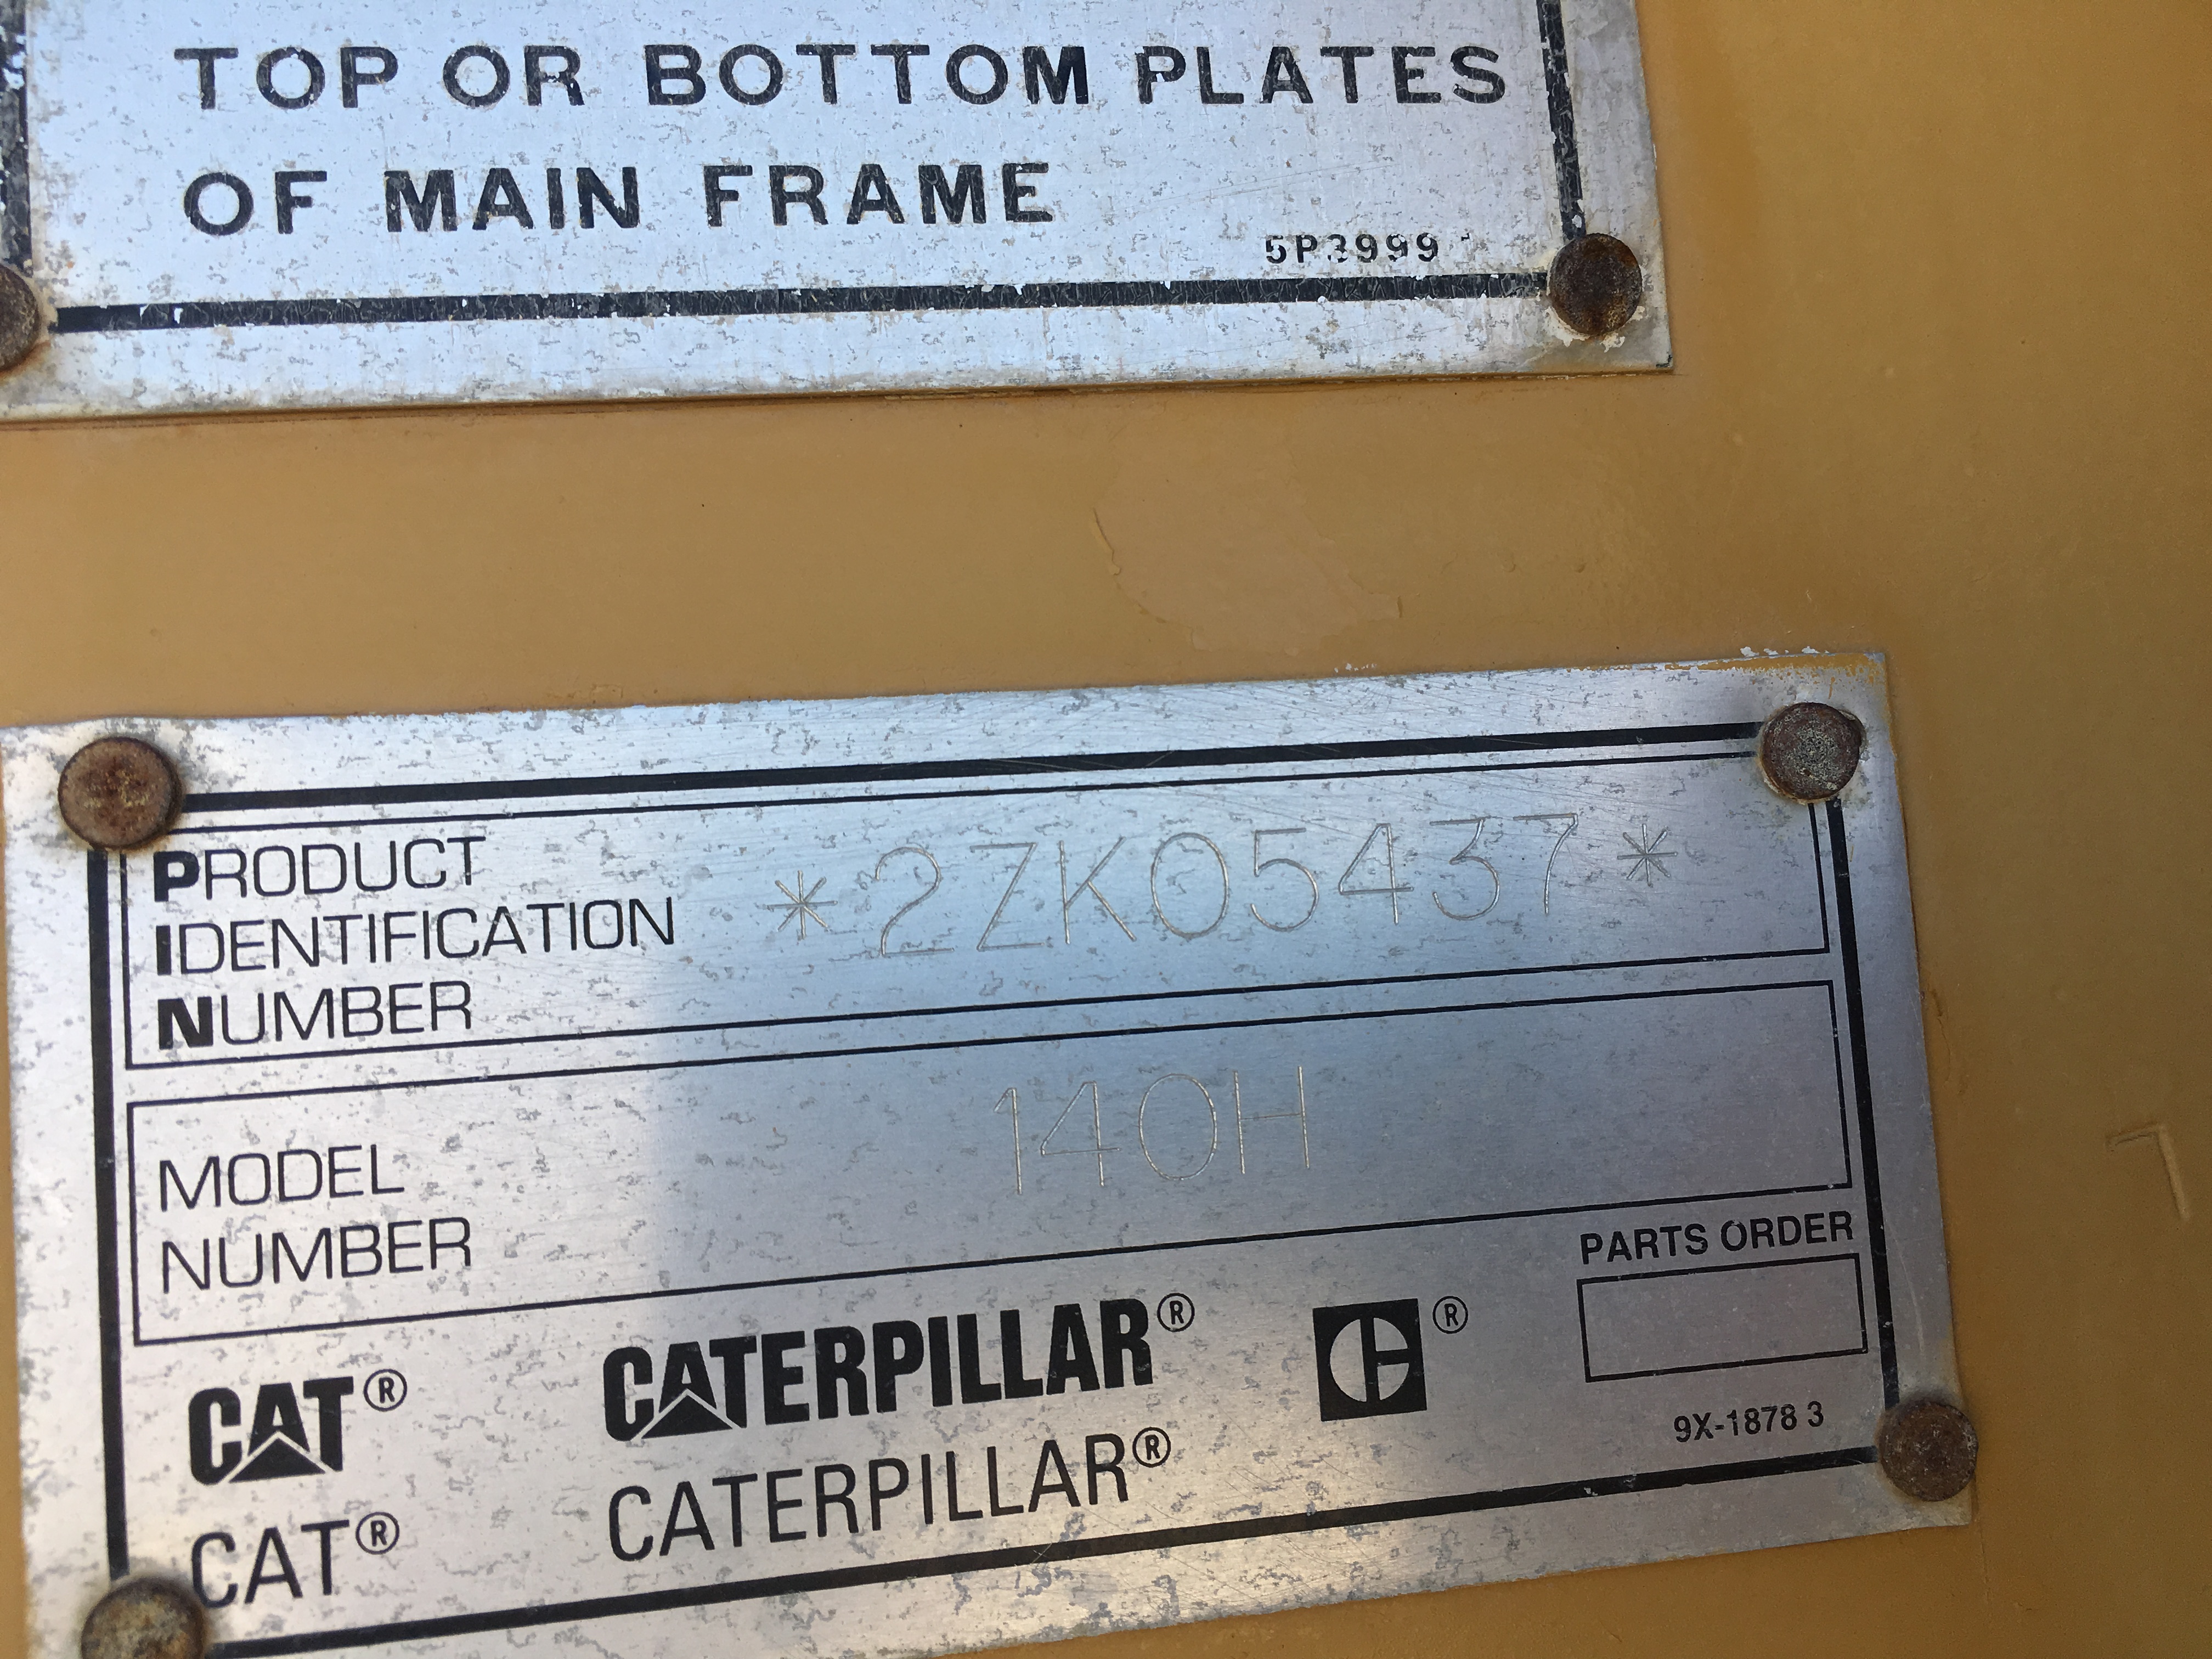 TOP OR BOTTOM PLATES
OF MAIN FRAME
5P3999
PRODUCT
IDENTIFICATION
NUMBER
*2ZK05437*
MODEL
NUMBER
140H
PARTS ORDER
CAT® CATERPILLAR® ®
9X-1878 3
CAT® CATERPILLAR®
7